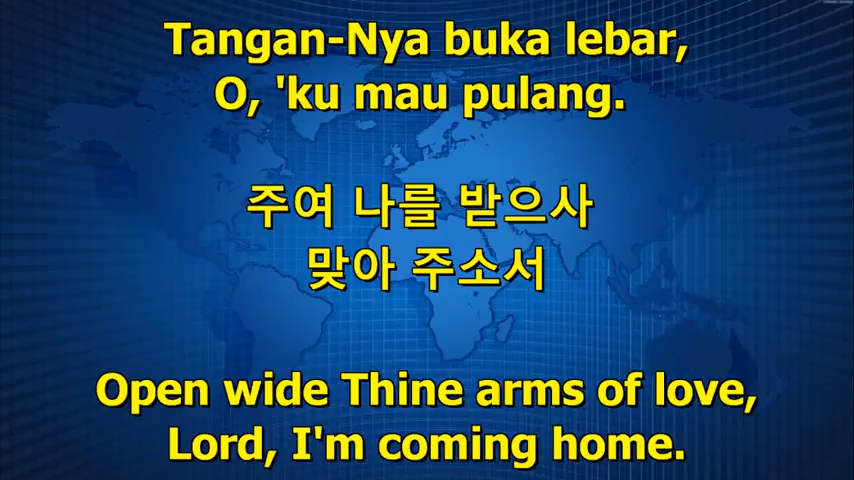 Tangan-Nya buka lebar,
O, 'ku mau pulang.
주여 나를 받으사
맞아 주소서
Open wide Thine arms of love,
Lord, I'm coming home.